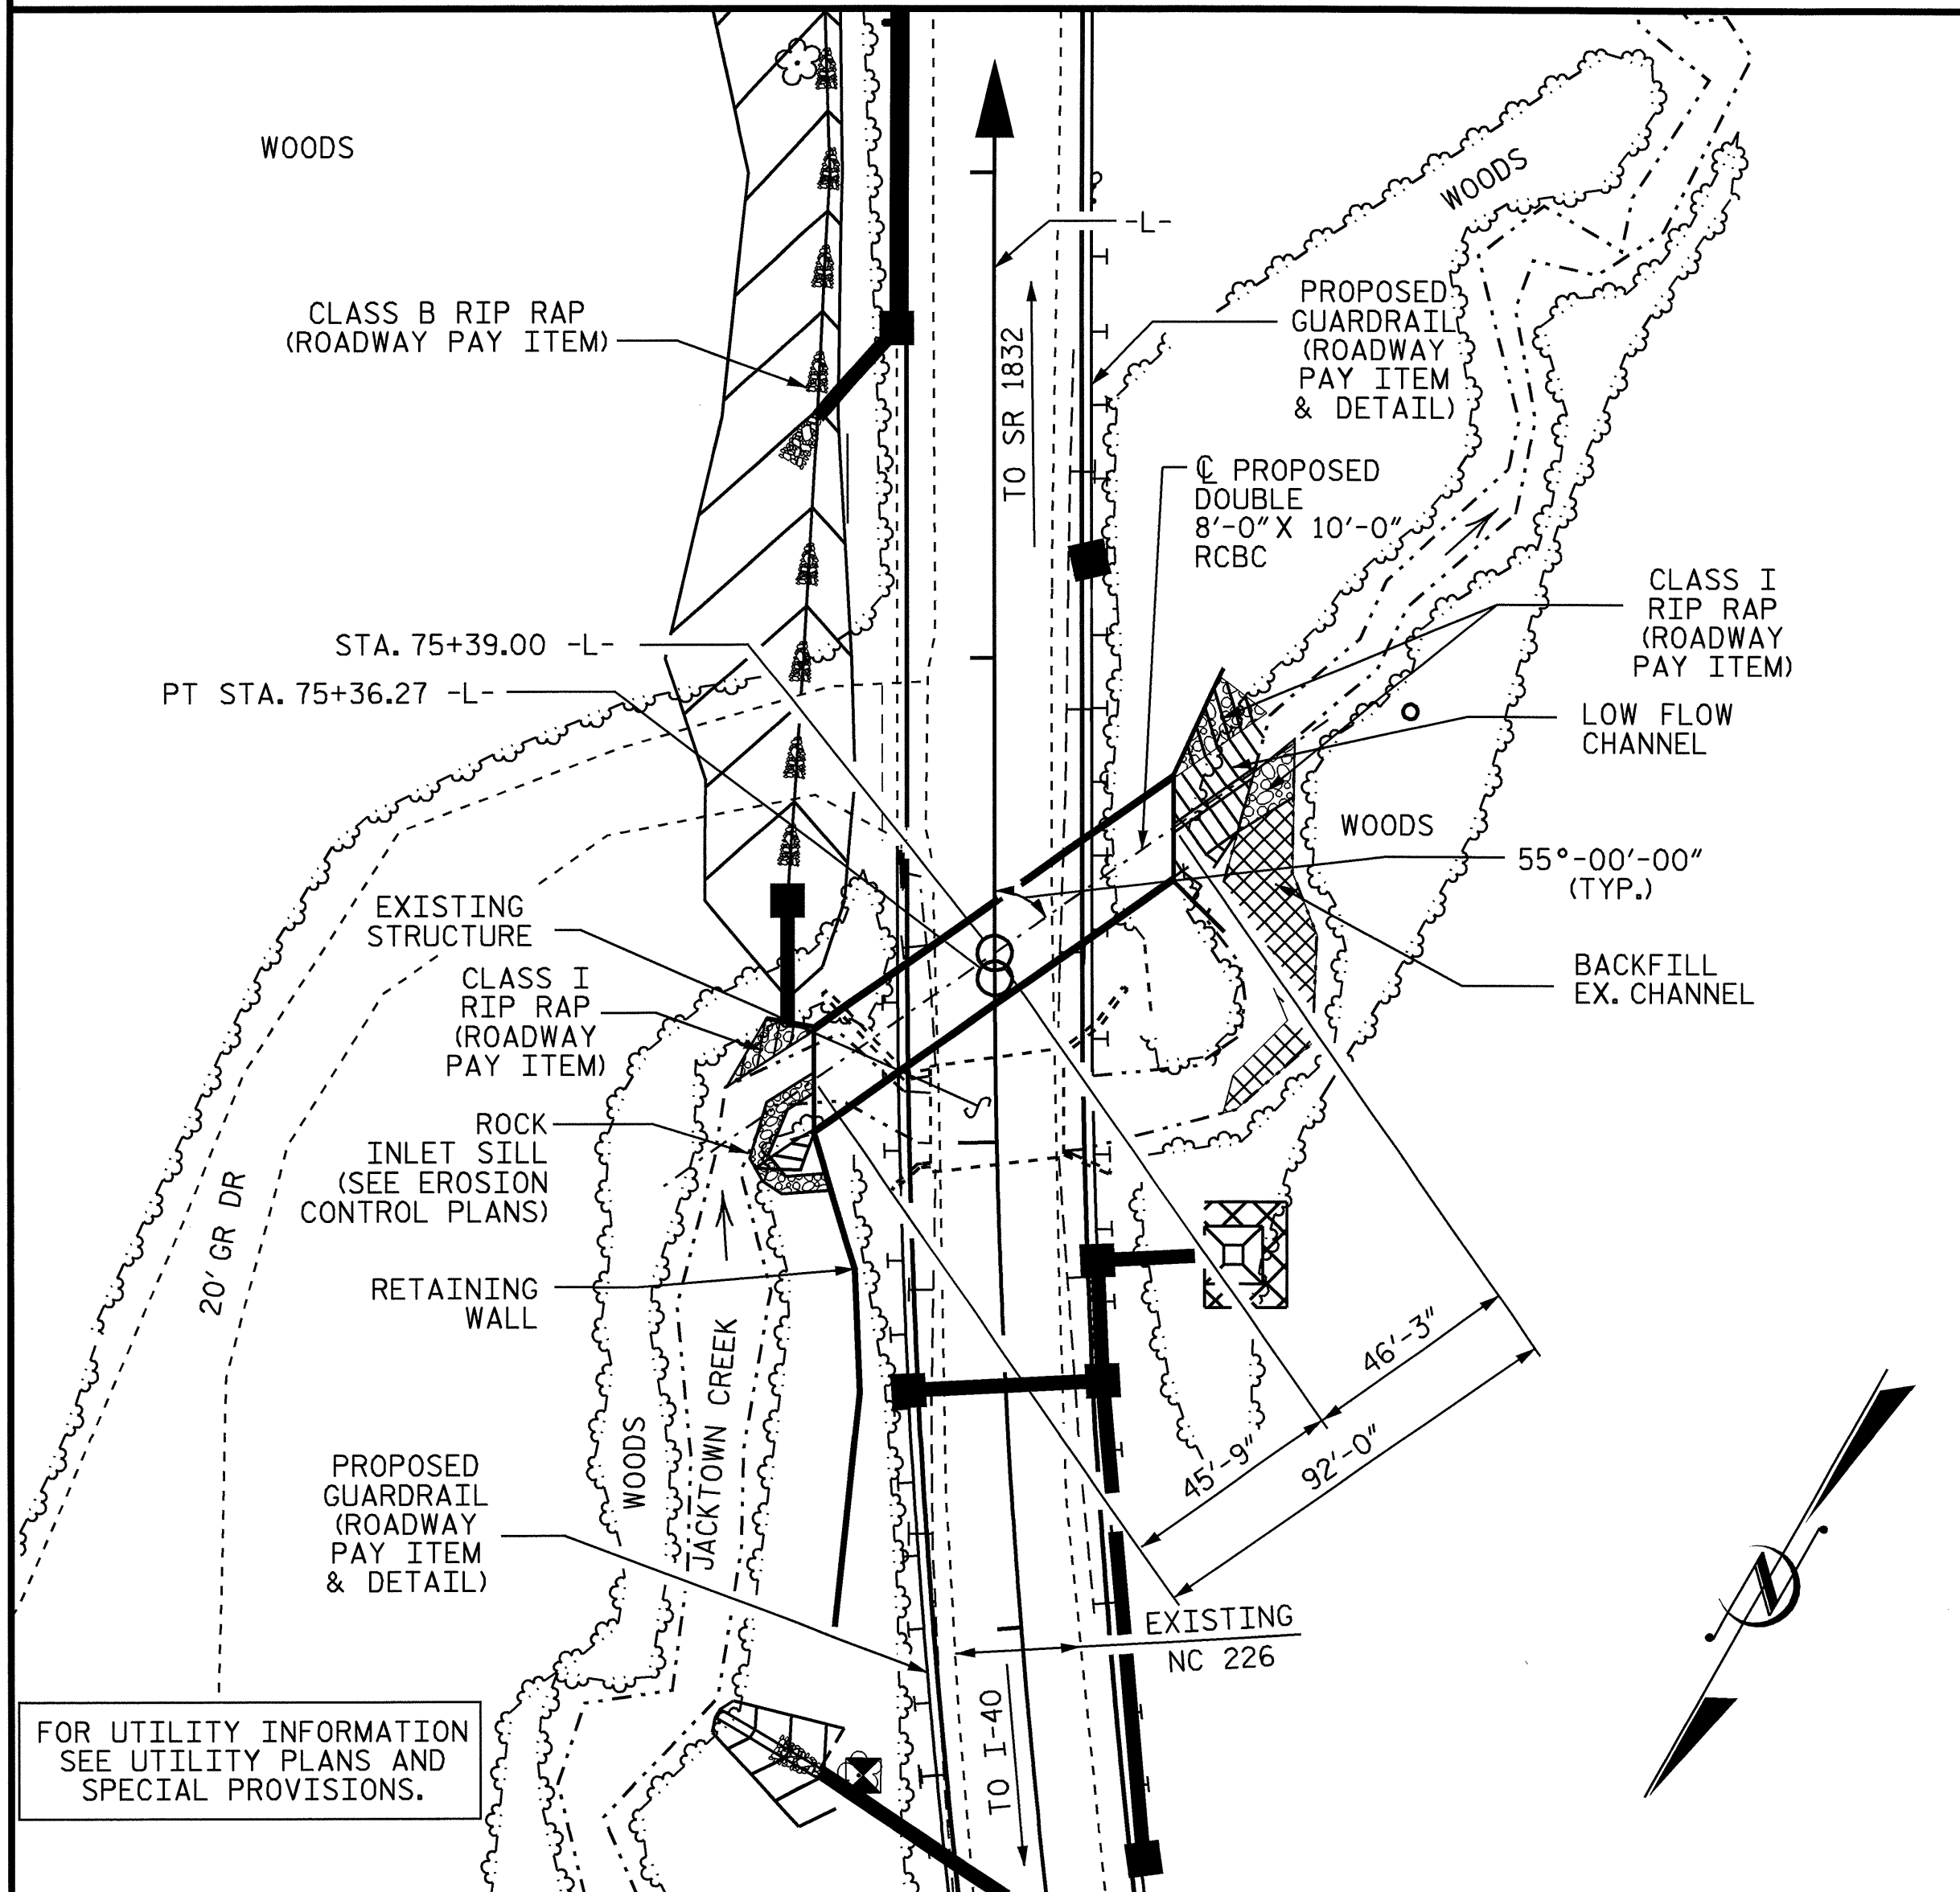 WOODS
WOODS
-L-
CLASS B RIP RAP
(ROADWAY PAY ITEM)
TO SR 1832
PROPOSED
GUARDRAIL
(ROADWAY
PAY ITEM
& DETAIL)
℄ PROPOSED
DOUBLE
8'-0" X 10'-0"
RCBC
CLASS I
RIP RAP
(ROADWAY
PAY ITEM)
STA. 75+39.00 -L-
PT STA. 75+36.27 -L-
LOW FLOW
CHANNEL
WOODS
55°-00'-00"
(TYP.)
EXISTING
STRUCTURE
CLASS I
RIP RAP
(ROADWAY
PAY ITEM)
BACKFILL
EX. CHANNEL
ROCK
INLET SILL
(SEE EROSION
CONTROL PLANS)
20' GR DR
RETAINING
WALL
WOODS
JACKTOWN CREEK
46'-3"
45'-9"
92'-0"
PROPOSED
GUARDRAIL
(ROADWAY
PAY ITEM
& DETAIL)
EXISTING
NC 226
TO I-40
N
FOR UTILITY INFORMATION
SEE UTILITY PLANS AND
SPECIAL PROVISIONS.